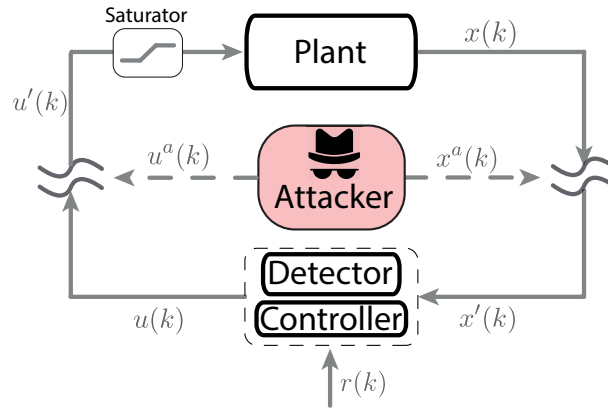 Saturator
Plant
x(k)
u′(k)
uᵃ(k)
xᵃ(k)
Attacker
Detector
Controller
u(k)
x′(k)
r(k)